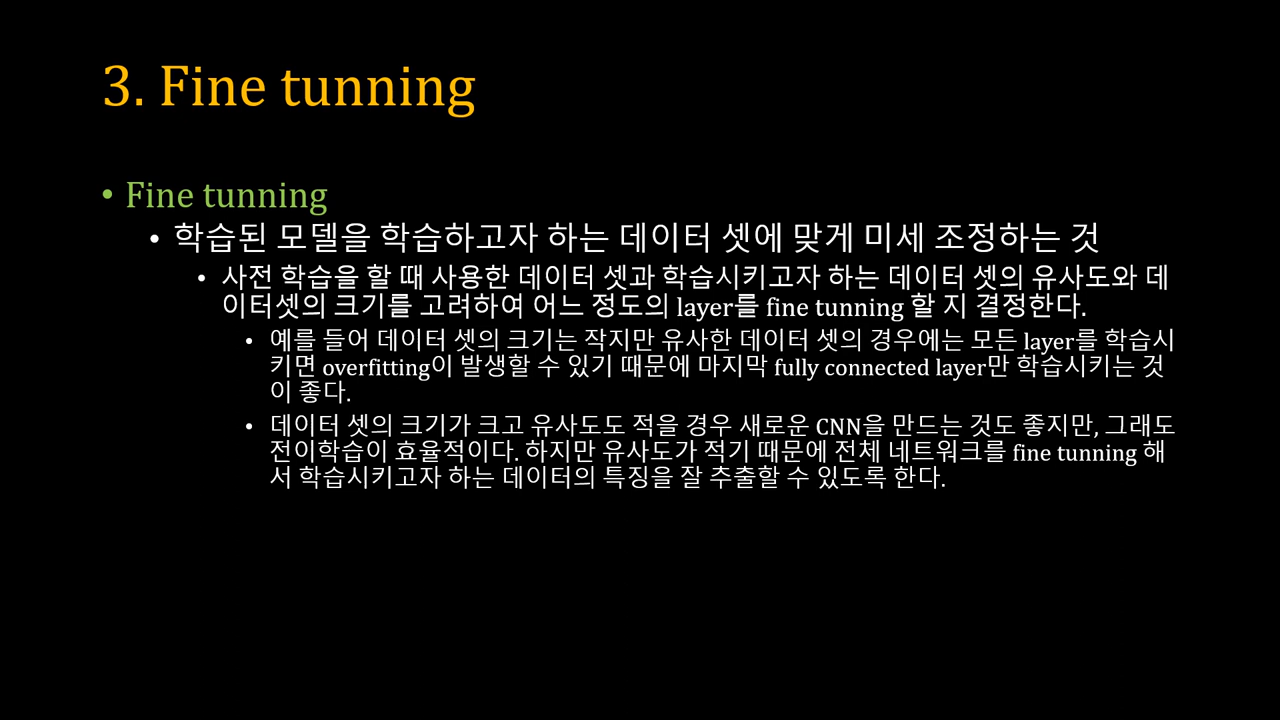 3. Fine tunning
• Fine tunning
• 학습된 모델을 학습하고자 하는 데이터 셋에 맞게 미세 조정하는 것
• 사전 학습을 할 때 사용한 데이터 셋과 학습시키고자 하는 데이터 셋의 유사도와 데
이터셋의 크기를 고려하여 어느 정도의 layer를 fine tunning 할 지 결정한다.
• 예를 들어 데이터 셋의 크기는 작지만 유사한 데이터 셋의 경우에는 모든 layer를 학습시
키면 overfitting이 발생할 수 있기 때문에 마지막 fully connected layer만 학습시키는 것
이 좋다.
• 데이터 셋의 크기가 크고 유사도도 적을 경우 새로운 CNN을 만드는 것도 좋지만, 그래도
전이학습이 효율적이다. 하지만 유사도가 적기 때문에 전체 네트워크를 fine tunning 해
서 학습시키고자 하는 데이터의 특징을 잘 추출할 수 있도록 한다.